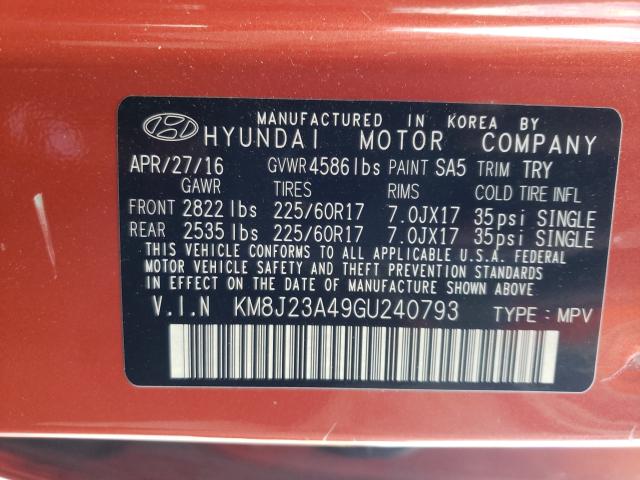 MANUFACTURED IN KOREA BY
HYUNDAI MOTOR COMPANY
APR/27/16 GVWR 4586 lbs PAINT SA5 TRIM TRY
GAWR TIRES RIMS COLD TIRE INFL
FRONT 2822 lbs 225/60R17 7.0JX17 35psi SINGLE
REAR 2535 lbs 225/60R17 7.0JX17 35psi SINGLE
THIS VEHICLE CONFORMS TO ALL APPLICABLE U.S.A. FEDERAL
MOTOR VEHICLE SAFETY AND THEFT PREVENTION STANDARDS
IN EFFECT ON THE DATE OF MANUFACTURE SHOWN ABOVE
V.I.N KM8J23A49GU240793 TYPE: MPV